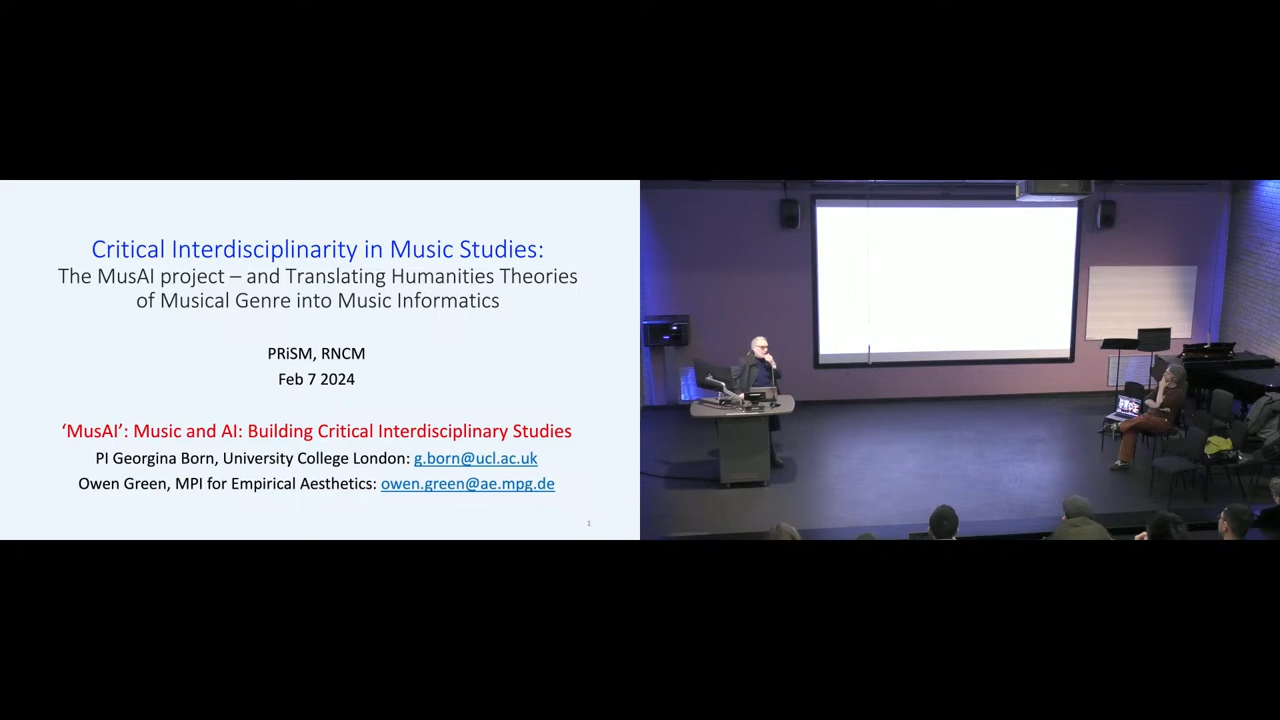 Critical Interdisciplinarity in Music Studies:
The MusAI project – and Translating Humanities Theories
of Musical Genre into Music Informatics
PRiSM, RNCM
Feb 7 2024
‘MusAI’: Music and AI: Building Critical Interdisciplinary Studies
PI Georgina Born, University College London: g.born@ucl.ac.uk
Owen Green, MPI for Empirical Aesthetics: owen.green@ae.mpg.de
1